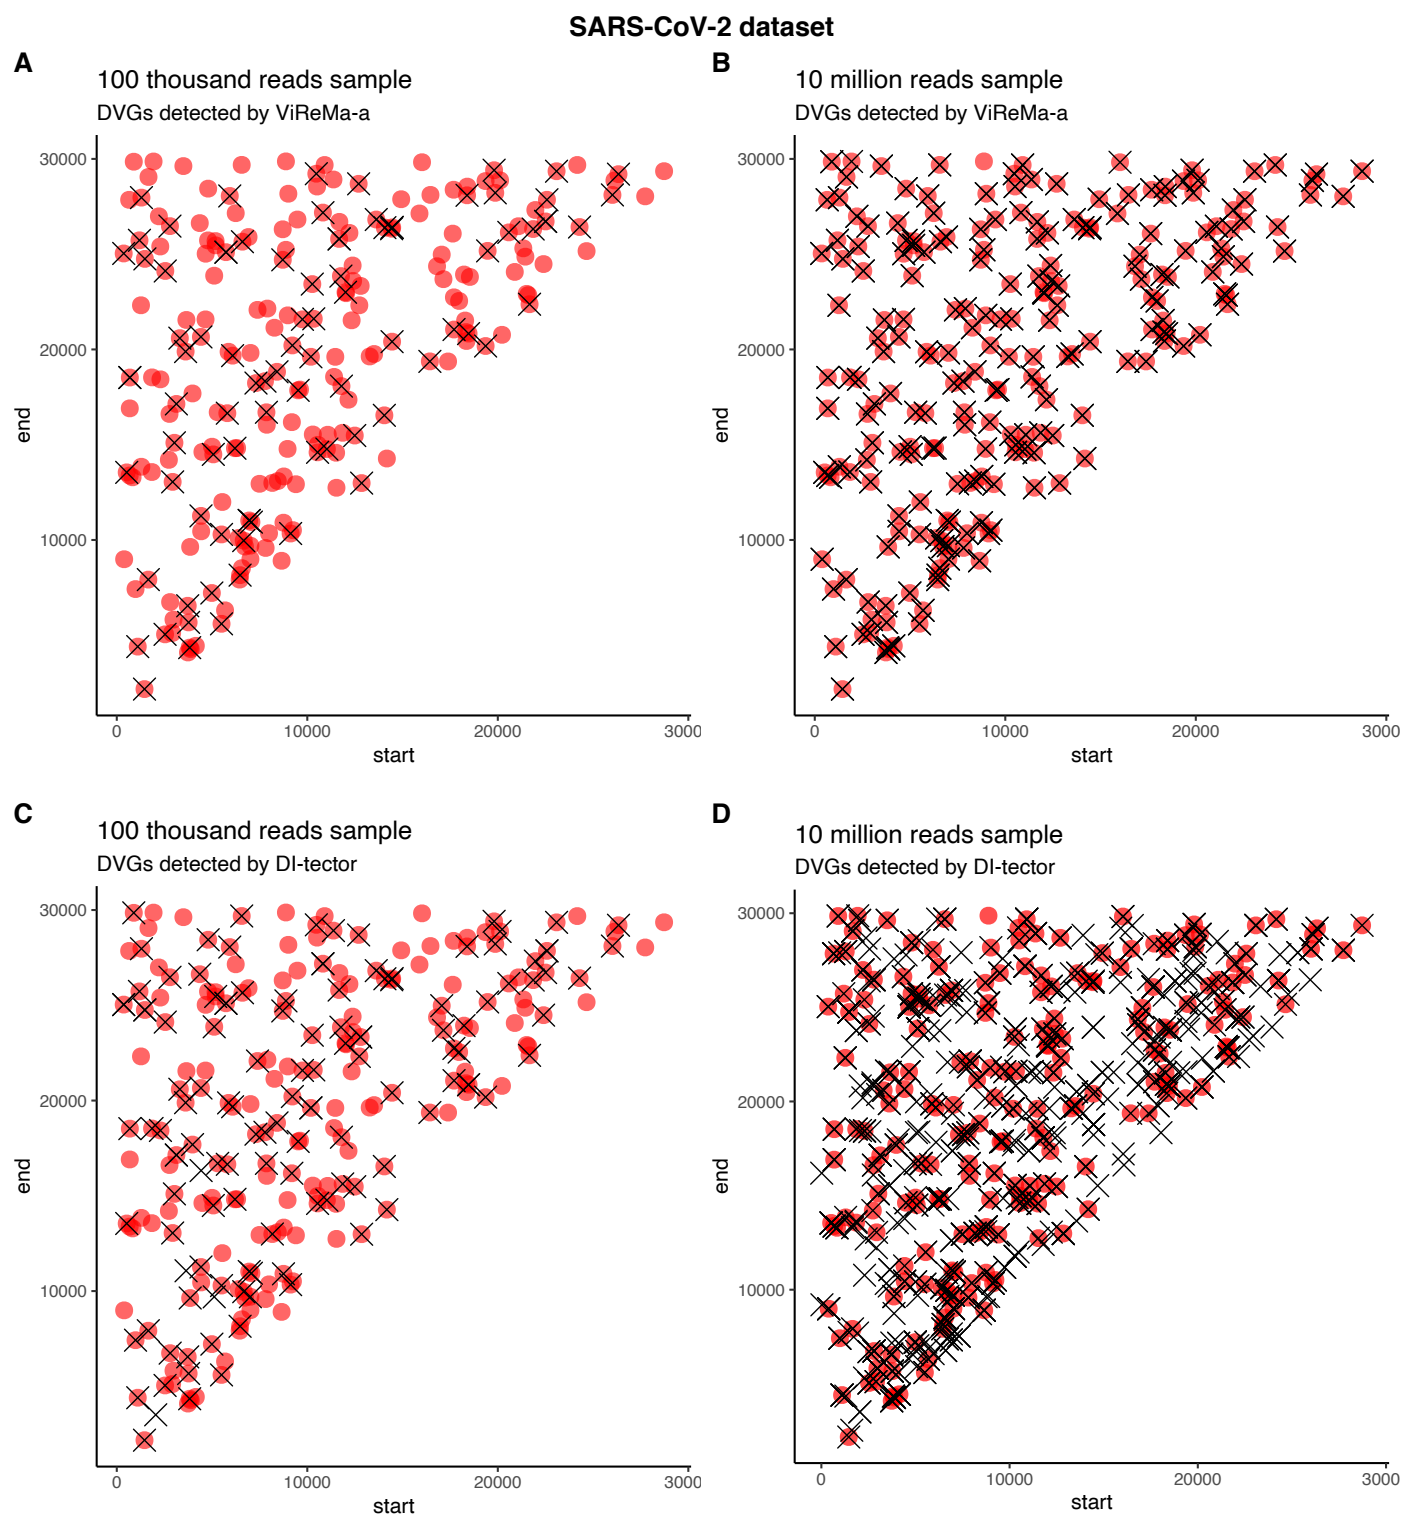 SARS-CoV-2 dataset
A
100 thousand reads sample
DVGs detected by ViReMa-a
30000
20000
10000
end
0
10000
20000
3000
start
B
10 million reads sample
DVGs detected by ViReMa-a
30000
20000
10000
end
0
10000
20000
3000
start
C
100 thousand reads sample
DVGs detected by DI-tector
30000
20000
10000
end
0
10000
20000
3000
start
D
10 million reads sample
DVGs detected by DI-tector
30000
20000
10000
end
0
10000
20000
3000
start